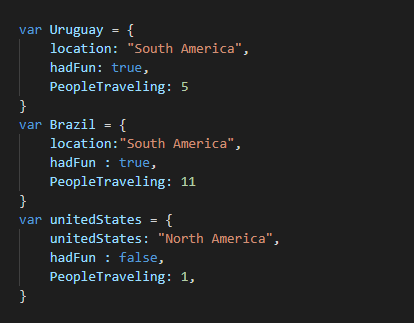 var Uruguay = {
    location: "South America",
    hadFun: true,
    PeopleTraveling: 5
}
var Brazil = {
    location:"South America",
    hadFun : true,
    PeopleTraveling: 11
}
var unitedStates = {
    unitedStates: "North America",
    hadFun : false,
    PeopleTraveling: 1,
}